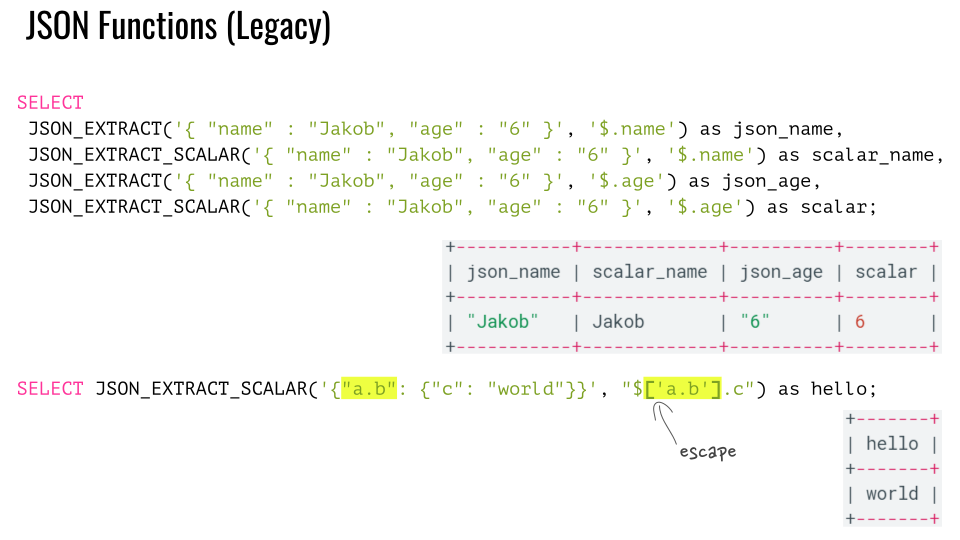 JSON Functions (Legacy)
SELECT
JSON_EXTRACT('{ "name" : "Jakob", "age" : "6" }', '$.name') as json_name,
JSON_EXTRACT_SCALAR('{ "name" : "Jakob", "age" : "6" }', '$.name') as scalar_name,
JSON_EXTRACT('{ "name" : "Jakob", "age" : "6" }', '$.age') as json_age,
JSON_EXTRACT_SCALAR('{ "name" : "Jakob", "age" : "6" }', '$.age') as scalar;
+-----------+-------------+----------+--------+
| json_name | scalar_name | json_age | scalar |
+-----------+-------------+----------+--------+
| "Jakob" | Jakob | "6" | 6 |
+-----------+-------------+----------+--------+
SELECT JSON_EXTRACT_SCALAR('{"a.b": {"c": "world"}}', "$['a.b'].c") as hello;
escape
+-------+
| hello |
+-------+
| world |
+-------+